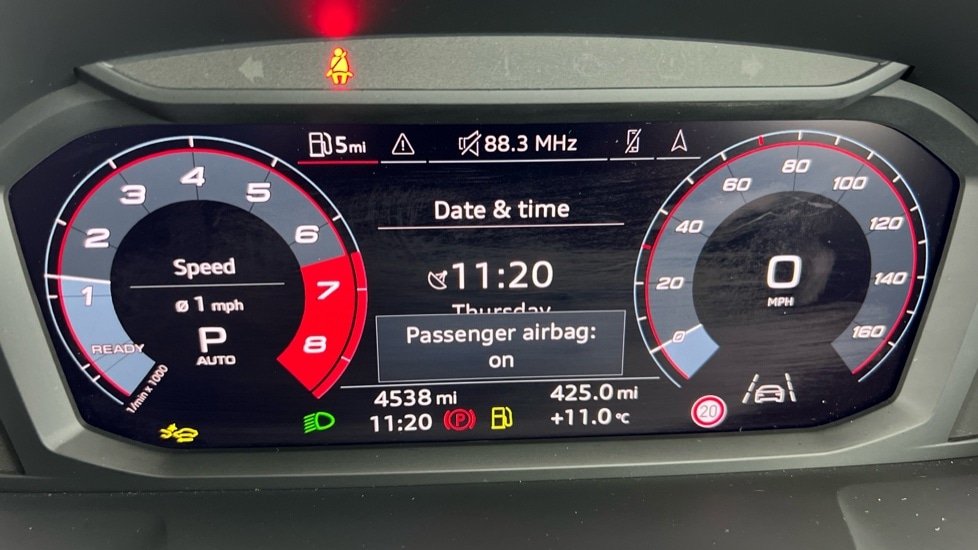 5mi
88.3 MHz
Date & time
11:20
Thursday
Passenger airbag:
on
4538 mi
425.0 mi
11:20
P
+11.0 °C
20
1
2
3
4
5
6
7
8
READY
1/min x 1000
Speed
ø 1 mph
P
AUTO
0
20
40
60
80
100
120
140
160
0
MPH